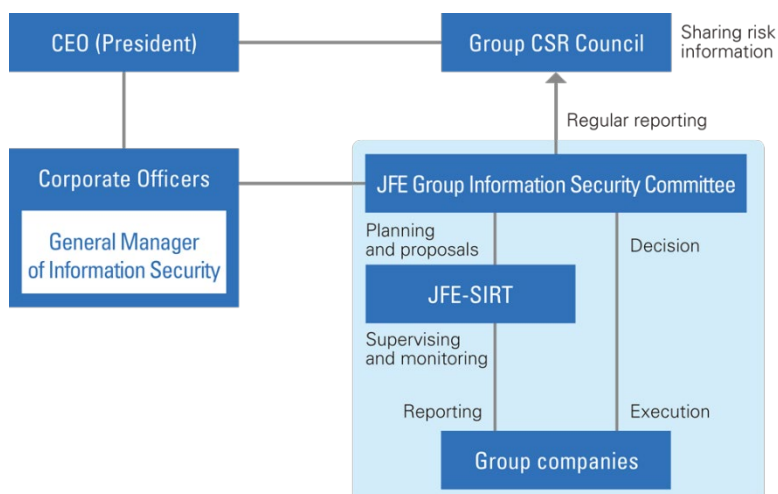 CEO (President)
Group CSR Council
Sharing risk
information
Regular reporting
Corporate Officers
General Manager
of Information Security
JFE Group Information Security Committee
Planning
and proposals
Decision
JFE-SIRT
Supervising
and monitoring
Reporting
Execution
Group companies